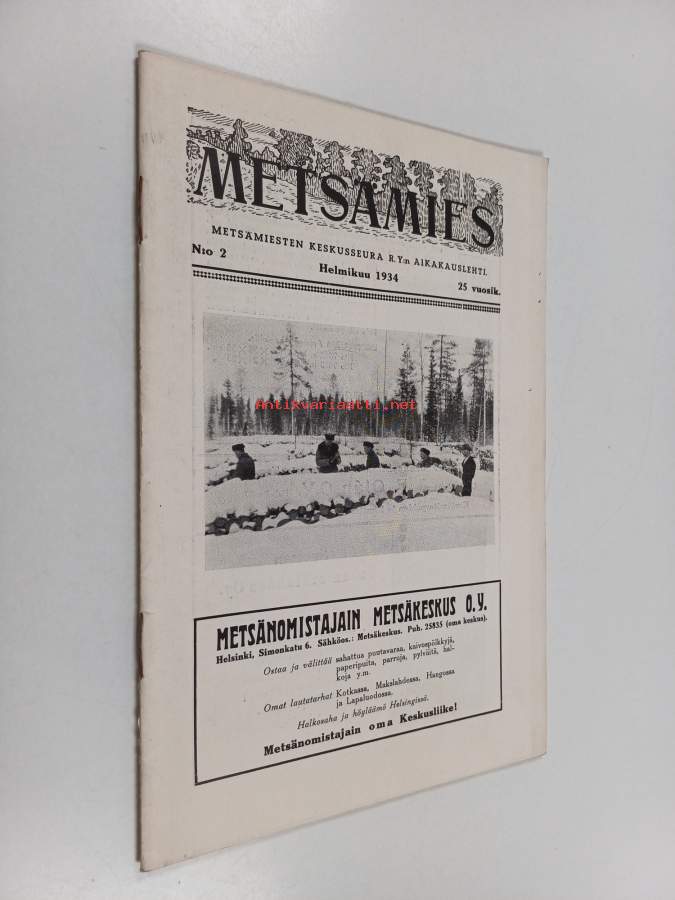 METSÄMIES
METSÄMIESTEN KESKUSSEURA R.Y:n AIKAKAUSLEHTI.
N:o 2 Helmikuu 1934 25 vuosik.
Antikvariaatti.net
METSÄNOMISTAJAIN METSÄKESKUS O.Y.
Helsinki, Simonkatu 6. Sähköos.: Metsäkeskus. Puh. 25835 (oma keskus).
Ostaa ja välittää sahattua puutavaraa, kaivospölkkyjä,
paperipuita, parruja, pylväitä, hal-
koja y.m.
Omat lautatarhat Kotkassa, Makslahdessa, Hangossa
ja Lapaluodossa.
Halkosaha ja höyläämö Helsingissä.
Metsänomistajain oma Keskusliike!